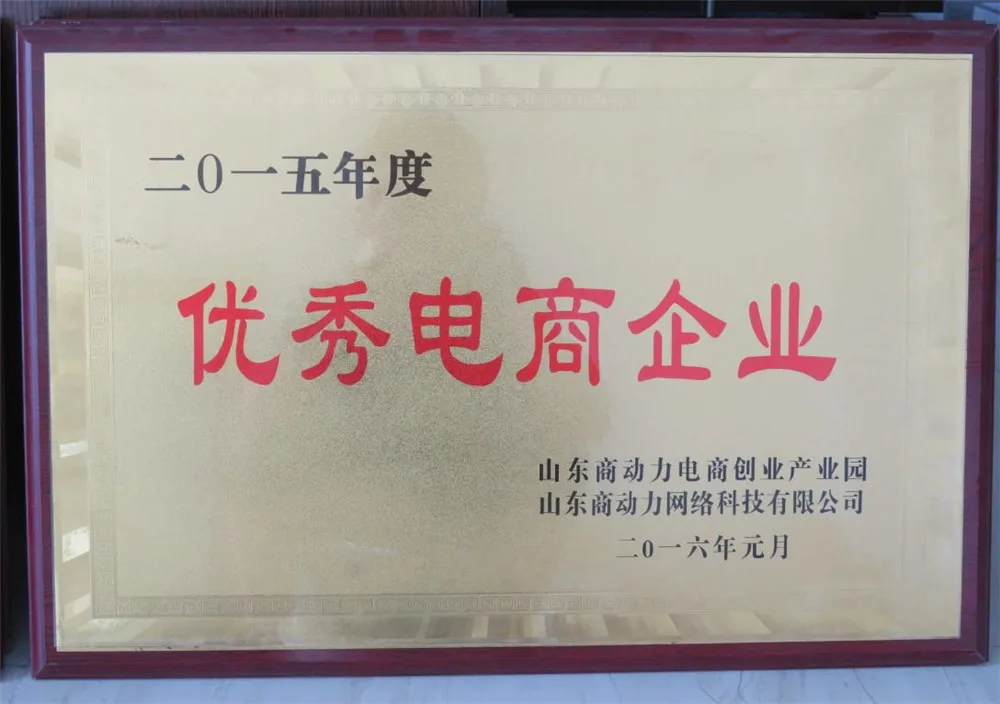 二〇一五年度
优秀电商企业
山东商动力电商创业产业园
山东商动力网络科技有限公司
二〇一六年元月